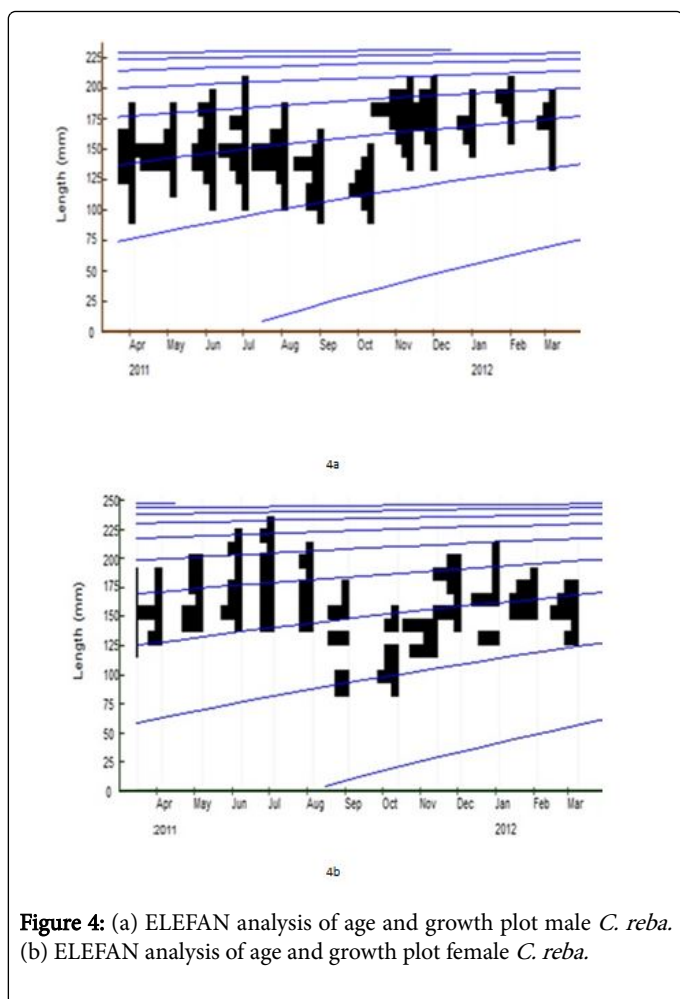 225
200
175
150
125
100
75
50
25
0
Length (mm)
Apr May Jun Jul Aug Sep Oct Nov Dec Jan Feb Mar
2011 2012
4a
250
225
200
175
150
125
100
75
50
25
0
Length (mm)
Apr May Jun Jul Aug Sep Oct Nov Dec Jan Feb Mar
2011 2012
4b
Figure 4: (a) ELEFAN analysis of age and growth plot male C. reba.
(b) ELEFAN analysis of age and growth plot female C. reba.